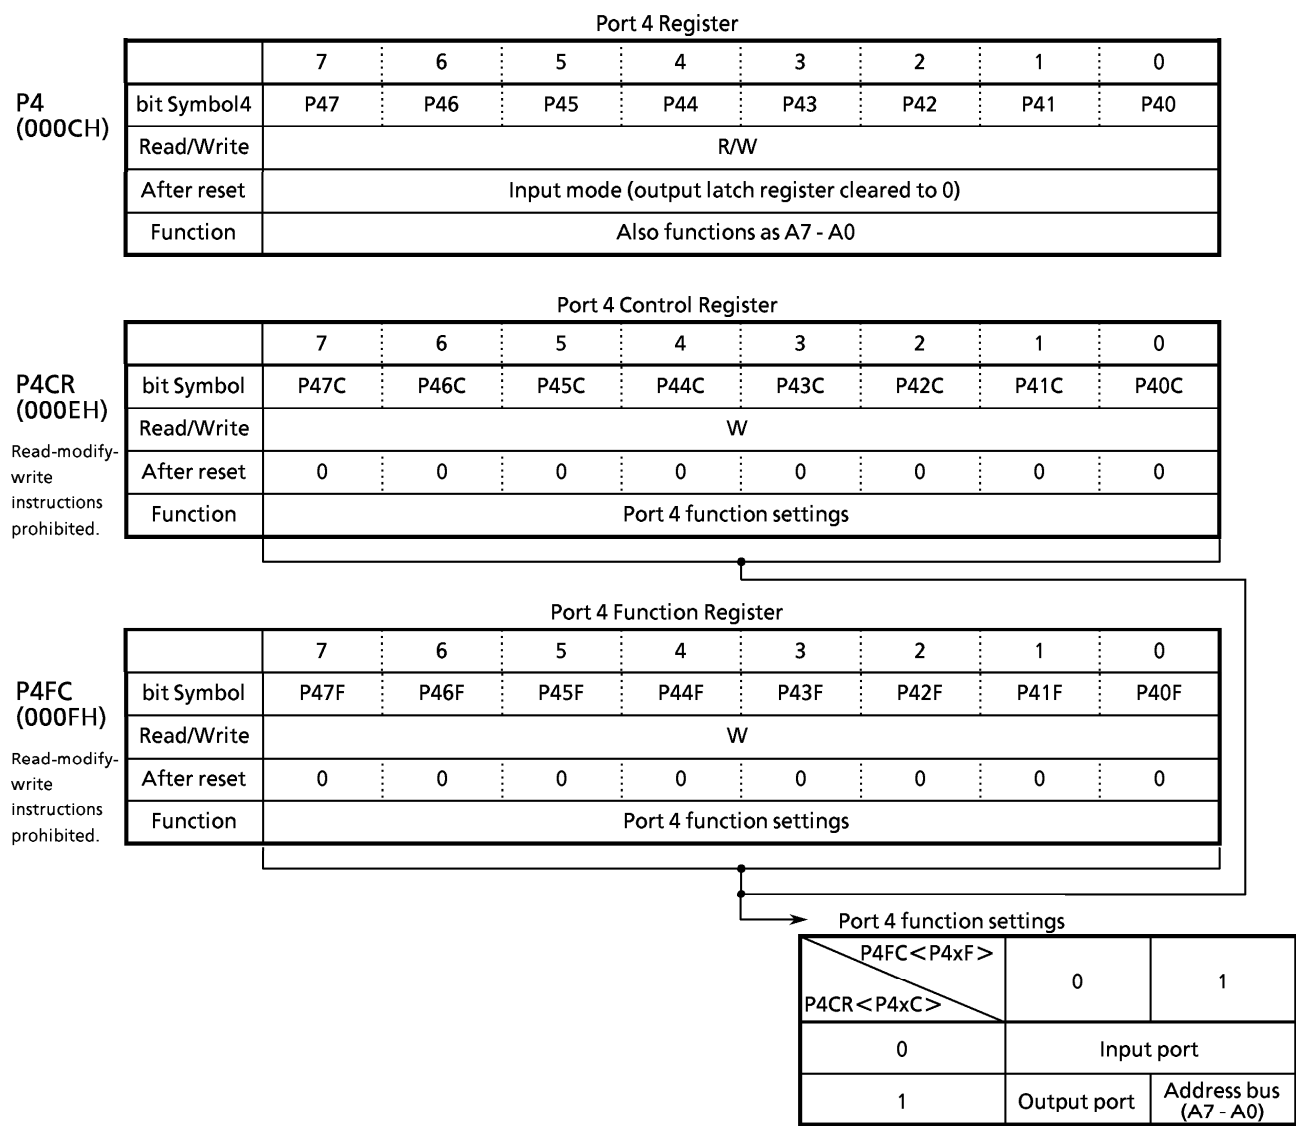 Port 4 Register
7 6 5 4 3 2 1 0
P4
(000CH)
bit Symbol4 P47 P46 P45 P44 P43 P42 P41 P40
Read/Write R/W
After reset Input mode (output latch register cleared to 0)
Function Also functions as A7 - A0
Port 4 Control Register
7 6 5 4 3 2 1 0
P4CR
(000EH)
bit Symbol P47C P46C P45C P44C P43C P42C P41C P40C
Read/Write W
Read-modify-
write
instructions
prohibited.
After reset 0 0 0 0 0 0 0 0
Function Port 4 function settings
Port 4 Function Register
7 6 5 4 3 2 1 0
P4FC
(000FH)
bit Symbol P47F P46F P45F P44F P43F P42F P41F P40F
Read/Write W
Read-modify-
write
instructions
prohibited.
After reset 0 0 0 0 0 0 0 0
Function Port 4 function settings
Port 4 function settings
P4FC<P4xF> 0 1
P4CR<P4xC>
0 Input port
1 Output port Address bus
(A7 - A0)